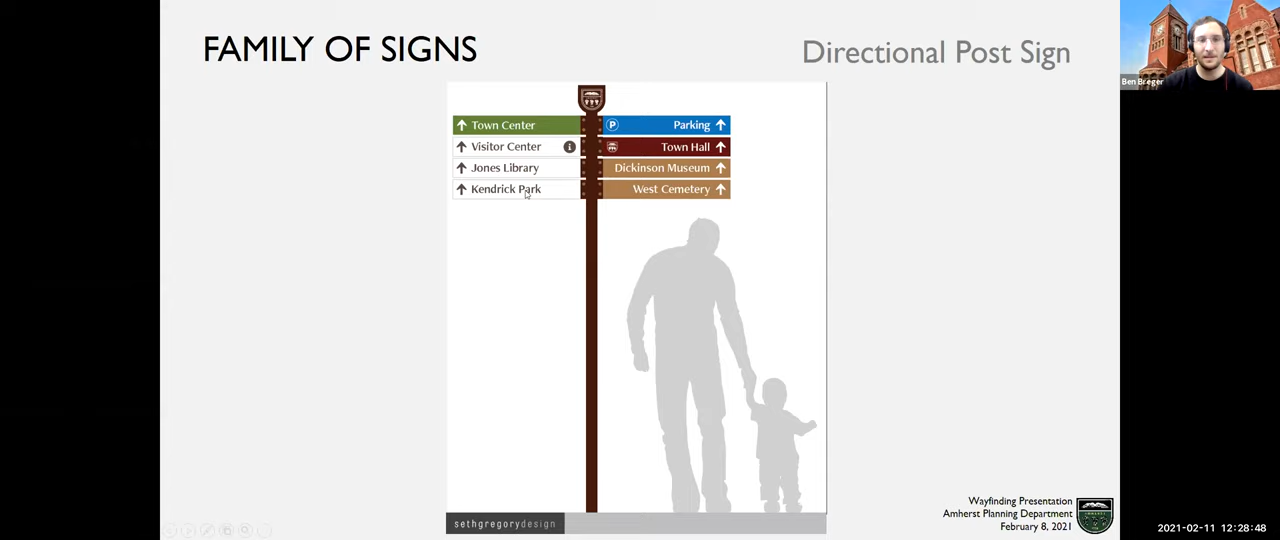 FAMILY OF SIGNS
Directional Post Sign
Ben Breger
Town Center
Parking
P
Visitor Center
i
Town Hall
Jones Library
Dickinson Museum
Kendrick Park
West Cemetery
sethgregorydesign
Wayfinding Presentation
Amherst Planning Department
February 8, 2021
2021-02-11 12:28:48